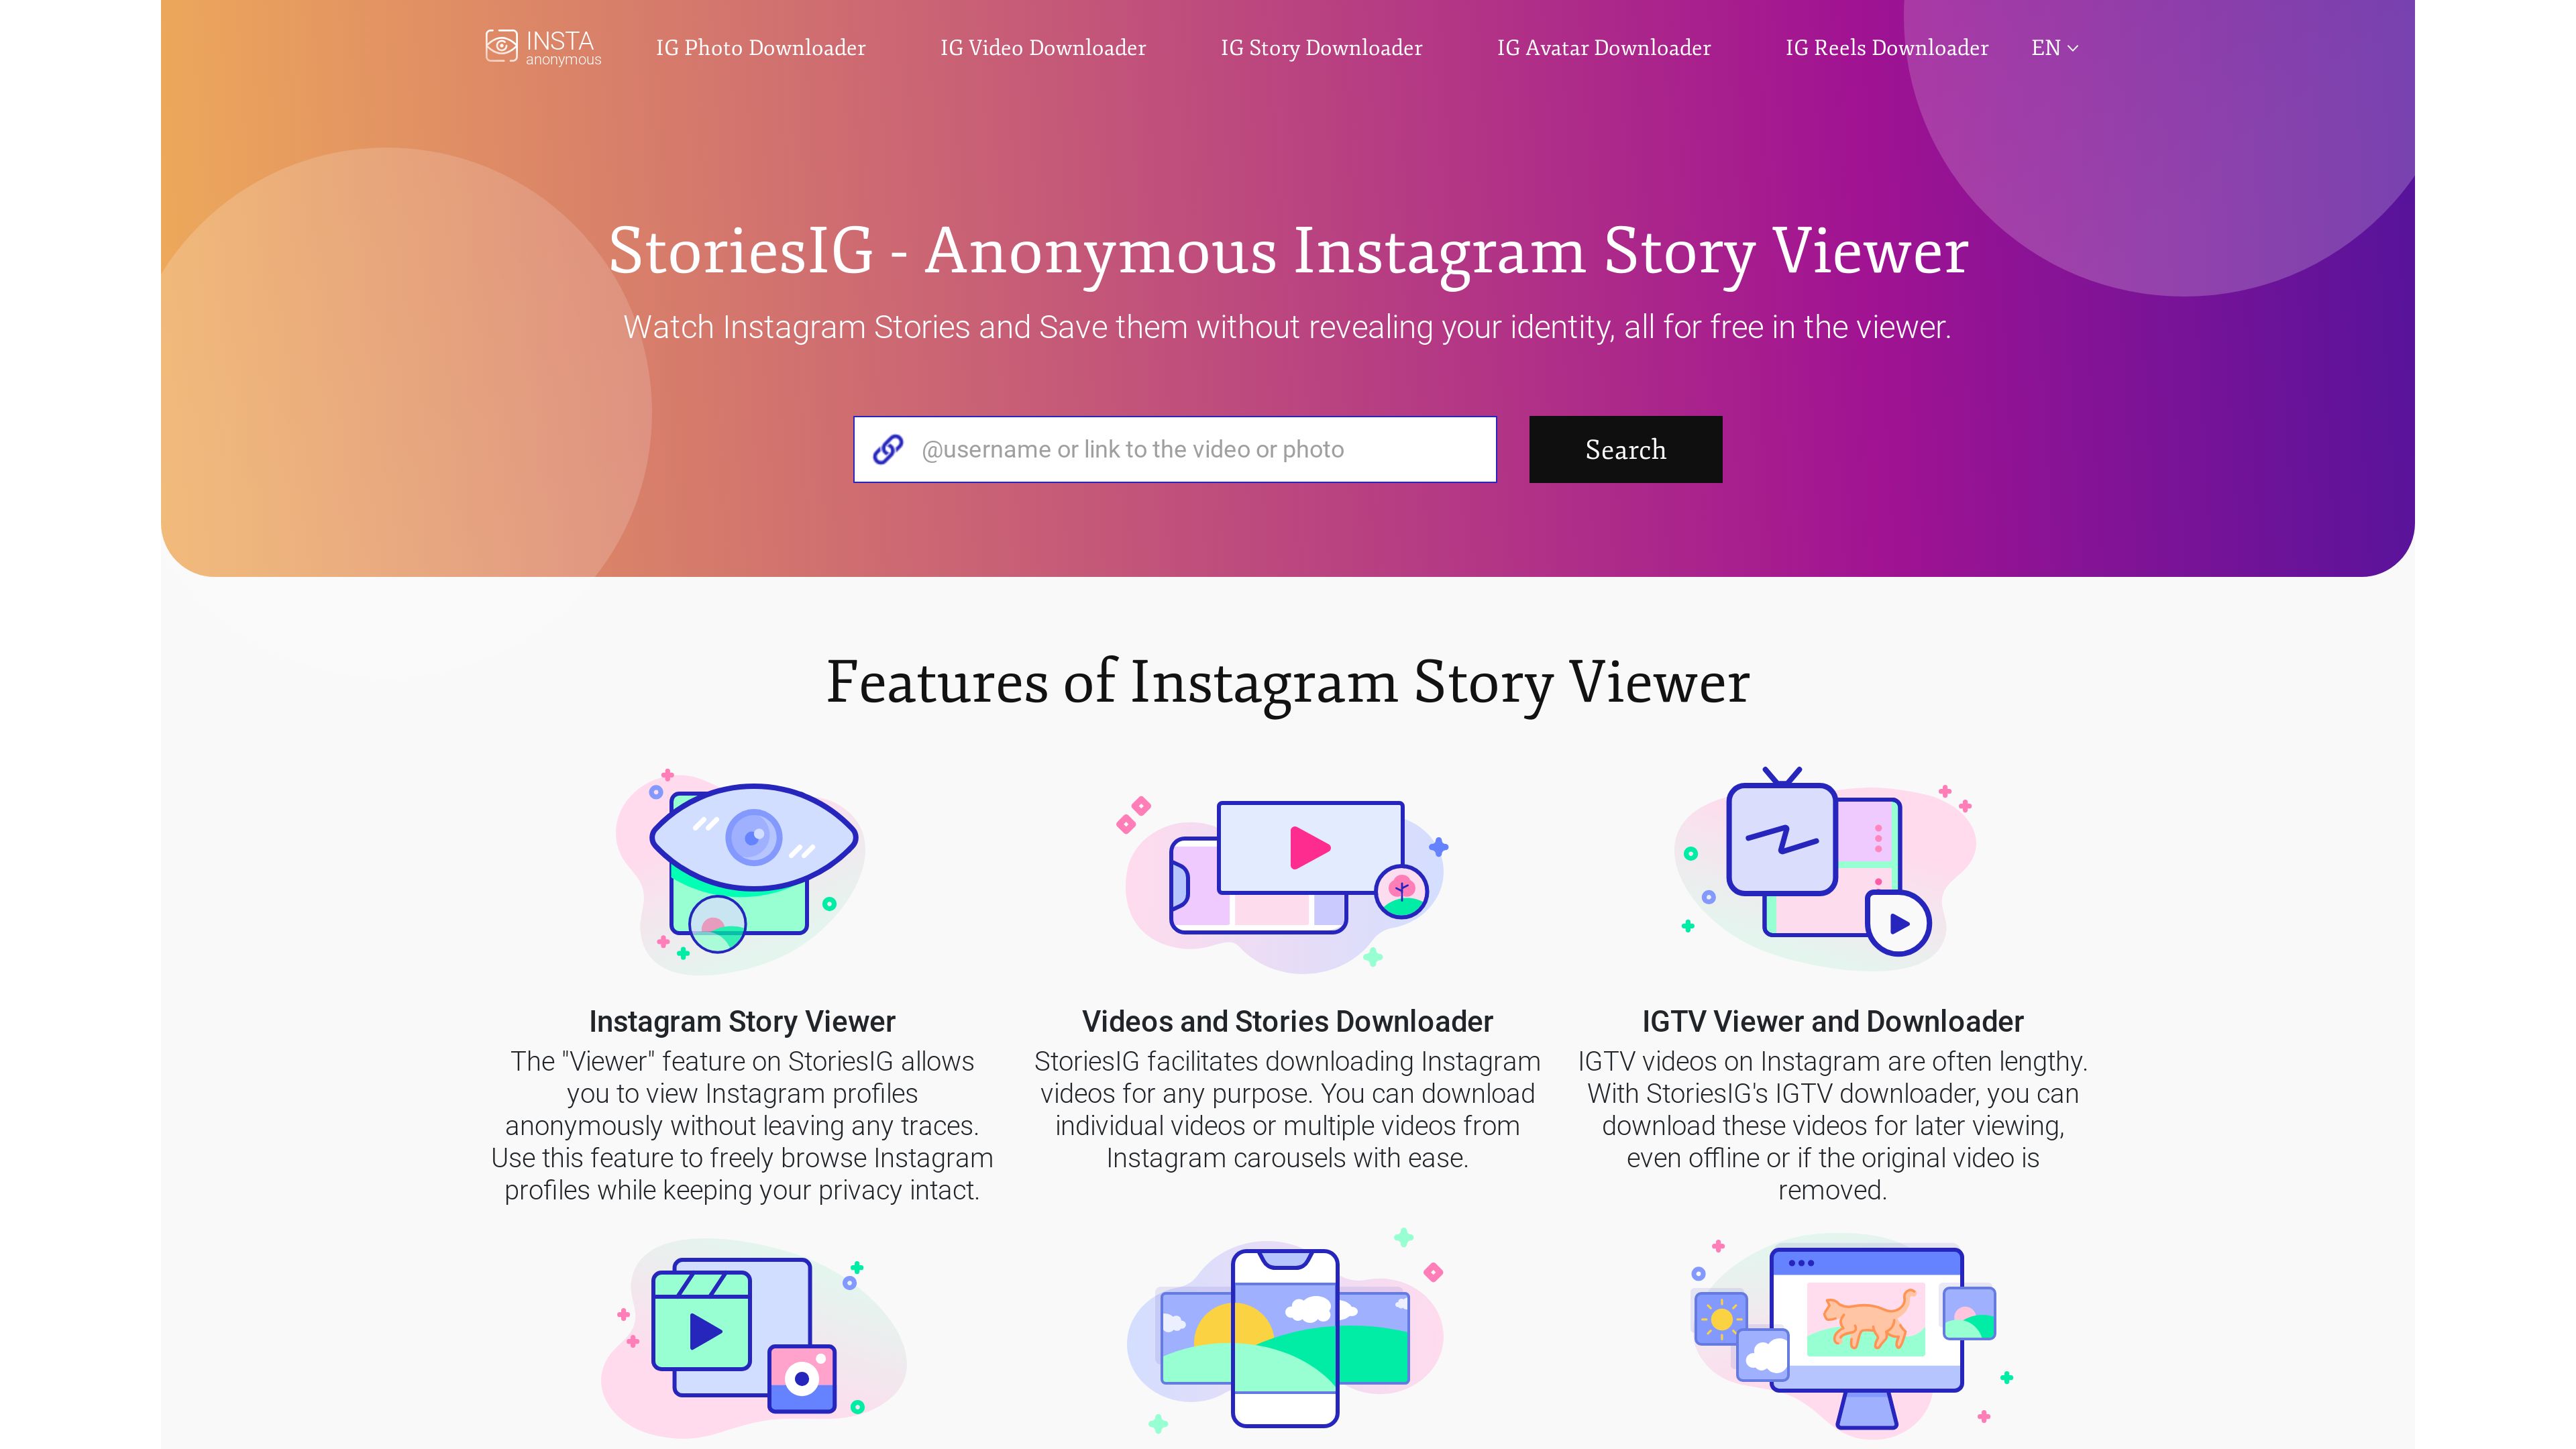 INSTA
anonymous
IG Photo Downloader
IG Video Downloader
IG Story Downloader
IG Avatar Downloader
IG Reels Downloader
EN
StoriesIG - Anonymous Instagram Story Viewer
Watch Instagram Stories and Save them without revealing your identity, all for free in the viewer.
@username or link to the video or photo
Search
Features of Instagram Story Viewer
Instagram Story Viewer
The "Viewer" feature on StoriesIG allows
you to view Instagram profiles
anonymously without leaving any traces.
Use this feature to freely browse Instagram
profiles while keeping your privacy intact.
Videos and Stories Downloader
StoriesIG facilitates downloading Instagram
videos for any purpose. You can download
individual videos or multiple videos from
Instagram carousels with ease.
IGTV Viewer and Downloader
IGTV videos on Instagram are often lengthy.
With StoriesIG's IGTV downloader, you can
download these videos for later viewing,
even offline or if the original video is
removed.